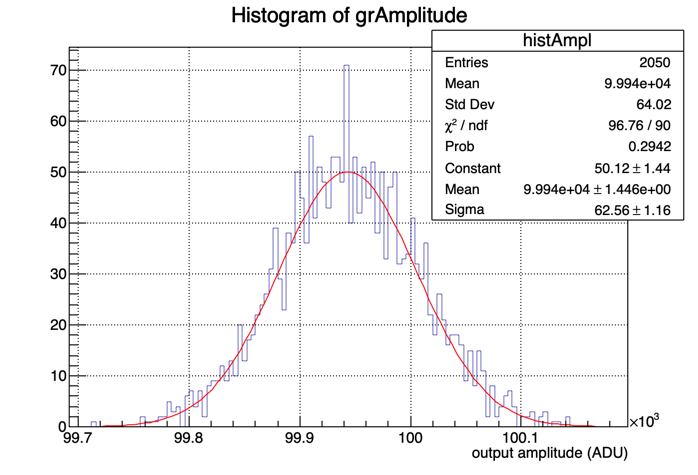 Histogram of grAmplitude
histAmpl
Entries 2050
Mean 9.994e+04
Std Dev 64.02
χ² / ndf 96.76 / 90
Prob 0.2942
Constant 50.12 ± 1.44
Mean 9.994e+04 ± 1.446e+00
Sigma 62.56 ± 1.16
70
60
50
40
30
20
10
0
99.7 99.8 99.9 100 100.1
×10³
output amplitude (ADU)